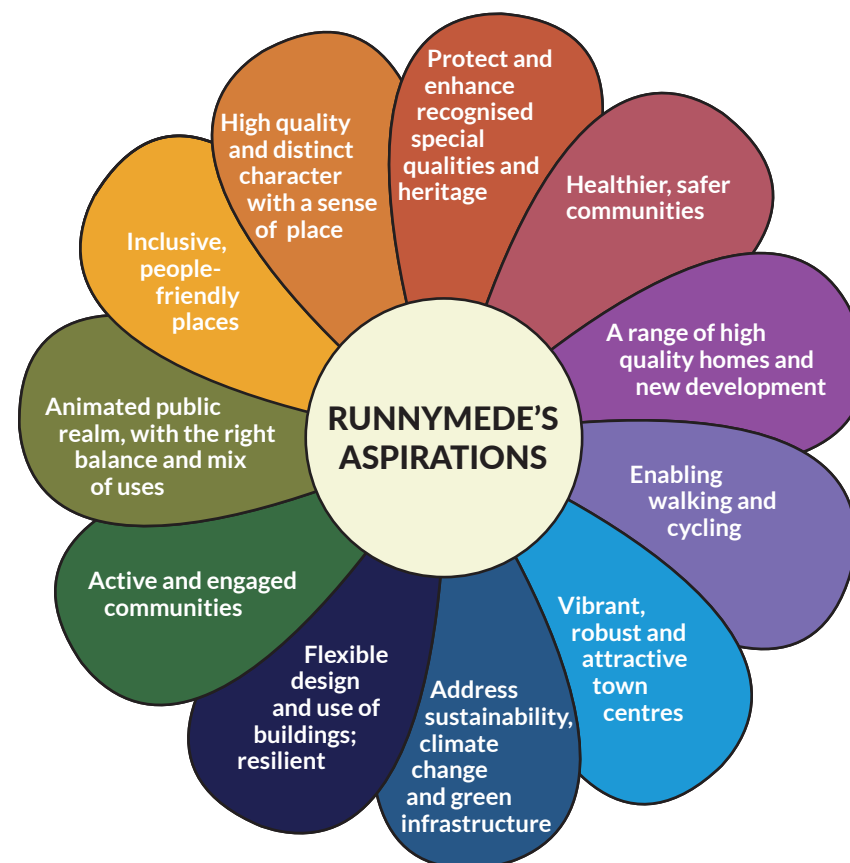 RUNNYMEDE'S
ASPIRATIONS
Protect and
enhance
recognised
special
qualities and
heritage
Healthier, safer
communities
A range of high
quality homes and
new development
Enabling
walking and
cycling
Vibrant,
robust and
attractive
town
centres
Address
sustainability,
climate
change
and green
infrastructure
Flexible
design
and use of
buildings;
resilient
Active and engaged
communities
Animated public
realm, with the right
balance and mix
of uses
Inclusive,
people-
friendly
places
High quality
and distinct
character
with a sense
of place